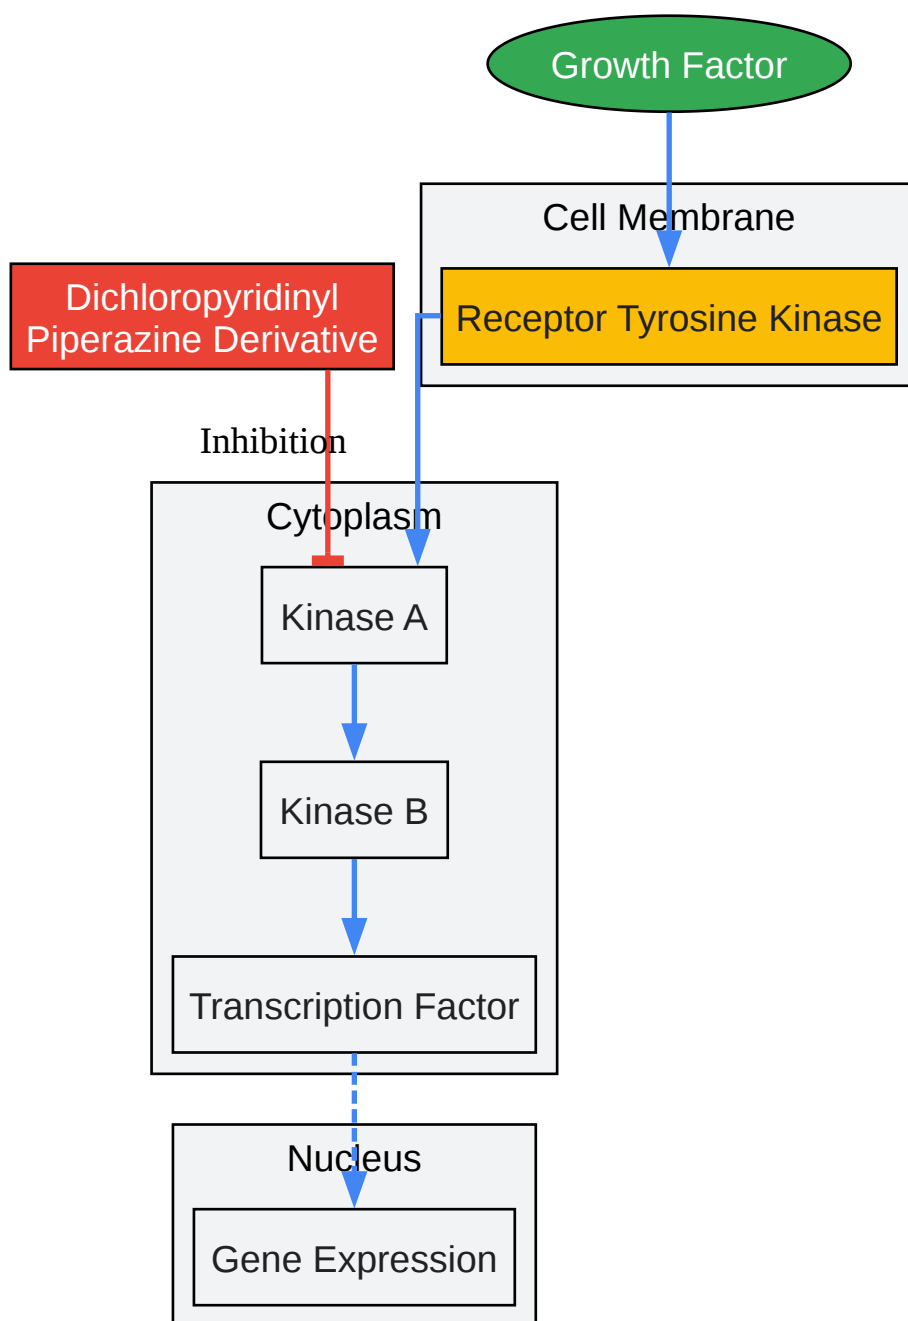 Growth Factor
Cell Membrane
Receptor Tyrosine Kinase
Dichloropyridinyl
Piperazine Derivative
Inhibition
Cytoplasm
Kinase A
Kinase B
Transcription Factor
Nucleus
Gene Expression